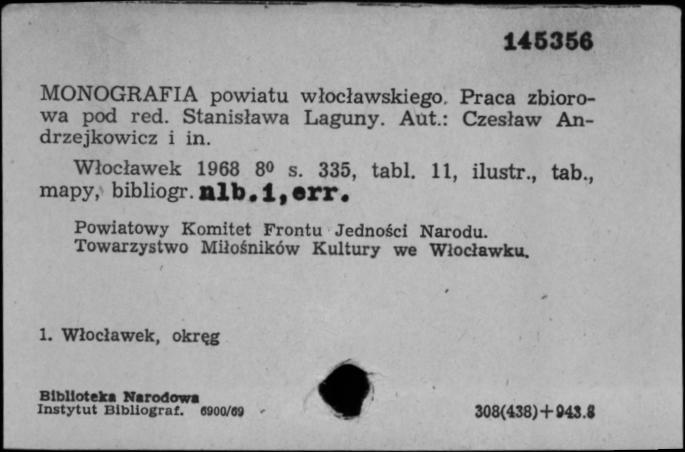 145356
MONOGRAFIA powiatu włocławskiego. Praca zbioro-
wa pod red. Stanisława Laguny. Aut.: Czesław An-
drzejkowicz i in.
Włocławek 1968 8⁰ s. 335, tabl. 11, ilustr., tab.,
mapy, bibliogr. nlb.1,err.
Powiatowy Komitet Frontu Jedności Narodu.
Towarzystwo Miłośników Kultury we Włocławku.
1. Włocławek, okręg
Biblioteka Narodowa
Instytut Bibliograf. 6900/69
308(438)+943.8